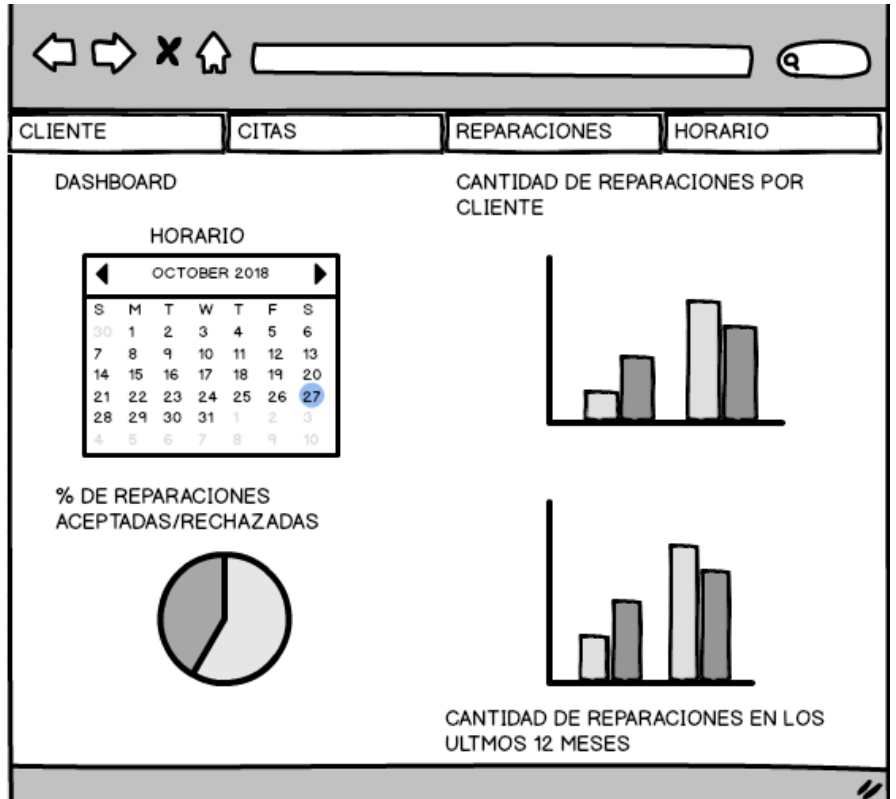 CLIENTE
CITAS
REPARACIONES
HORARIO
DASHBOARD
HORARIO
OCTOBER 2018
S M T W T F S
30 1 2 3 4 5 6
7 8 9 10 11 12 13
14 15 16 17 18 19 20
21 22 23 24 25 26 27
28 29 30 31 1 2 3
4 5 6 7 8 9 10
% DE REPARACIONES
ACEPTADAS/RECHAZADAS
CANTIDAD DE REPARACIONES POR
CLIENTE
CANTIDAD DE REPARACIONES EN LOS
ULTMOS 12 MESES